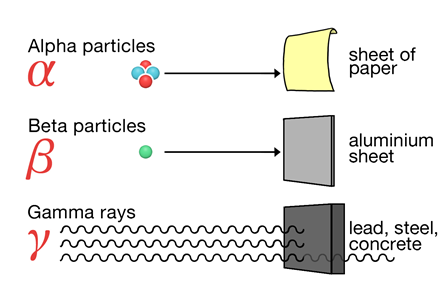 Alpha particles
α
sheet of
paper
Beta particles
β
aluminium
sheet
Gamma rays
γ
lead, steel,
concrete